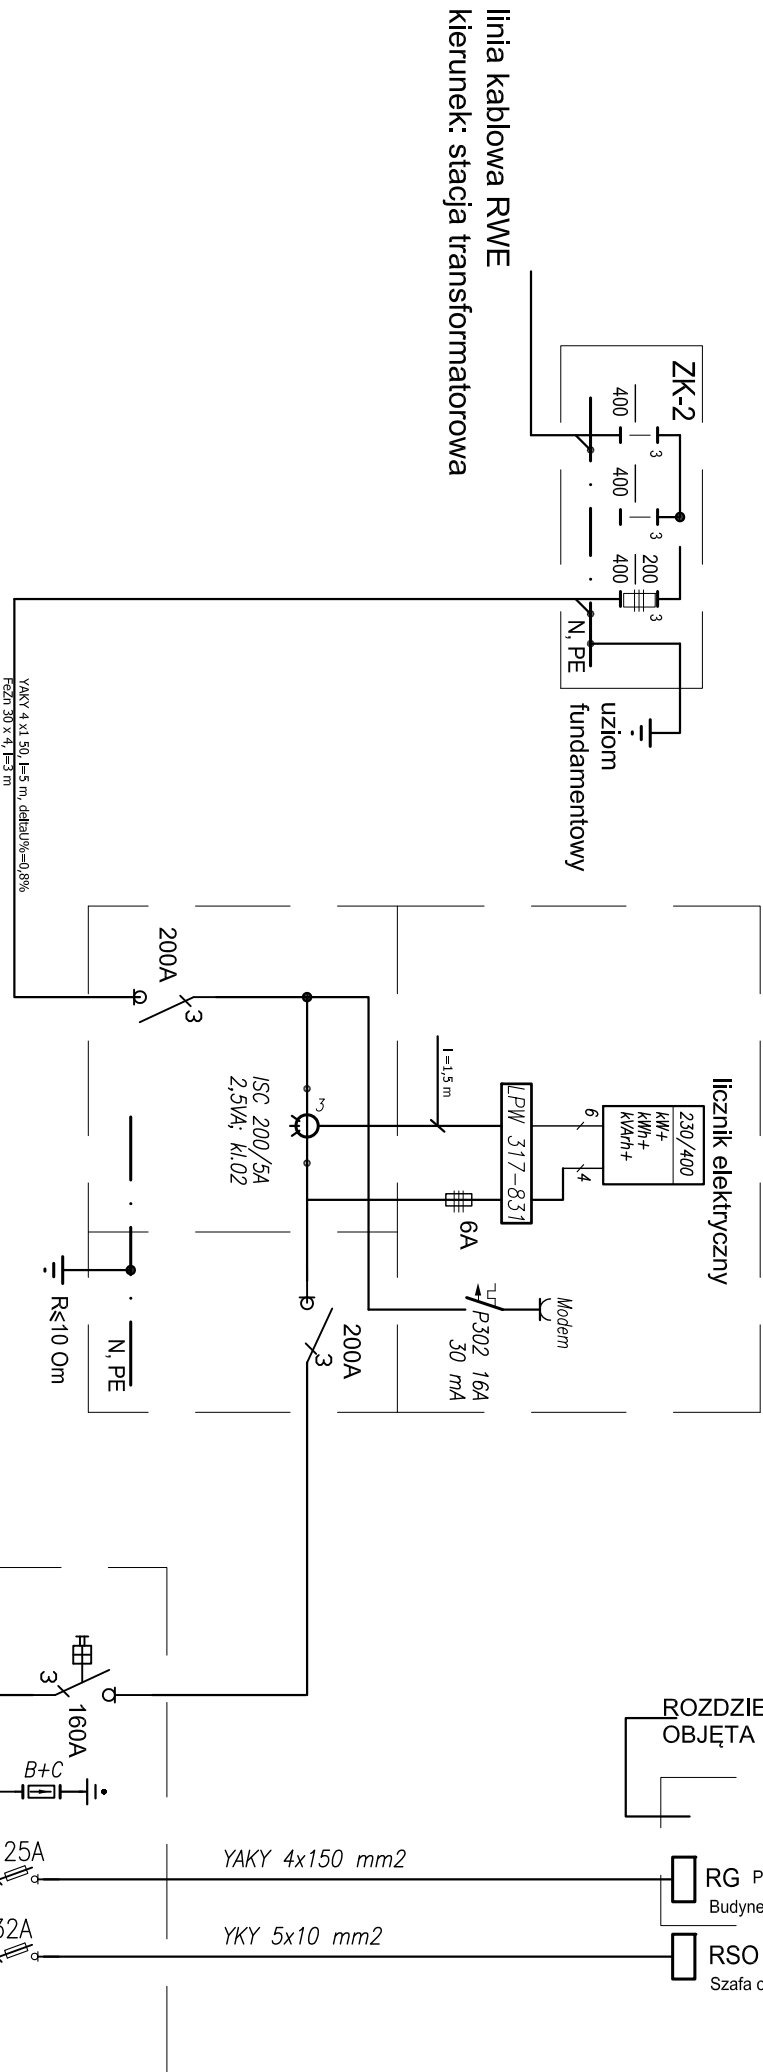 linia kablowa RWE
kierunek: stacja transformatorowa
ZK-2
400
3
400
3
200
400
3
N, PE
uziom
fundamentowy
YAKY 4 x1 50, l=5 m, deltaU%=0,8%
FeZn 30 x 4, l=3 m
licznik elektryczny
230/400
kW+
kWh+
kVArh+
6
4
LPW 317-831
l=1,5 m
200A
3
3
ISC 200/5A
2,5VA; kl.02
6A
Modem
P302 16A
30 mA
200A
3
N, PE
R≤10 Om
3
160A
B+C
25A
YAKY 4x150 mm2
32A
YKY 5x10 mm2
ROZDZIE
OBJĘTA
RG P
Budyne
RSO
Szafa